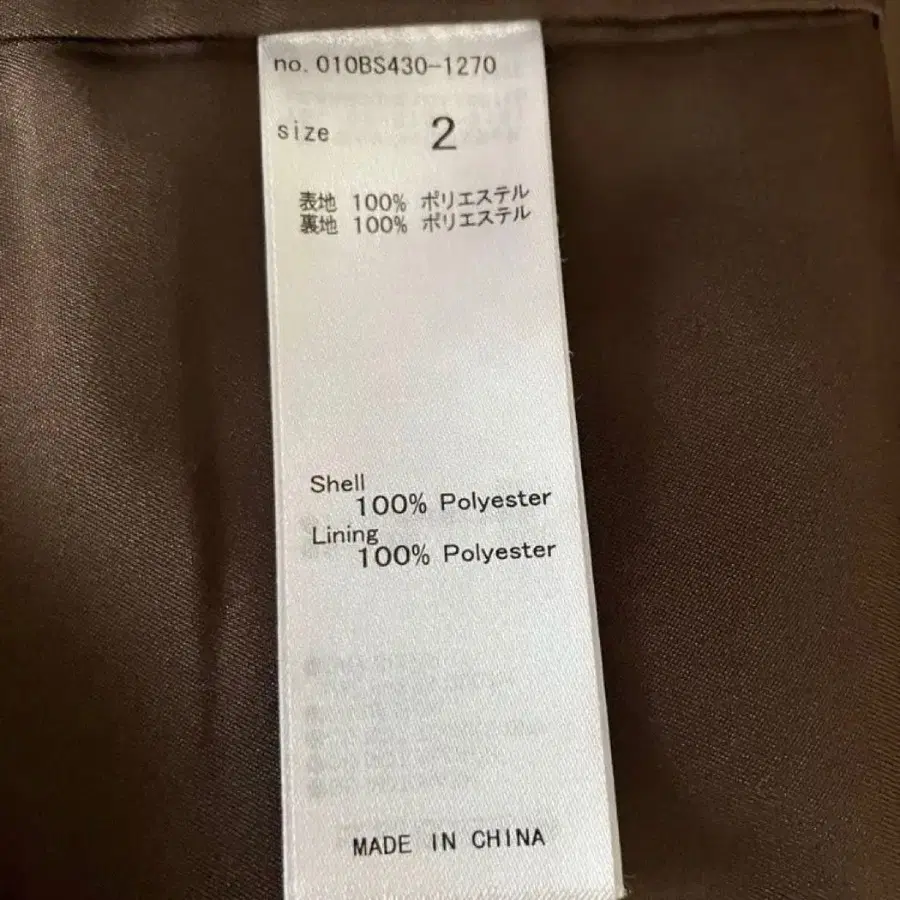 no. 010BS430-1270
size 2
表地 100% ポリエステル
裏地 100% ポリエステル
Shell
100% Polyester
Lining
100% Polyester
MADE IN CHINA